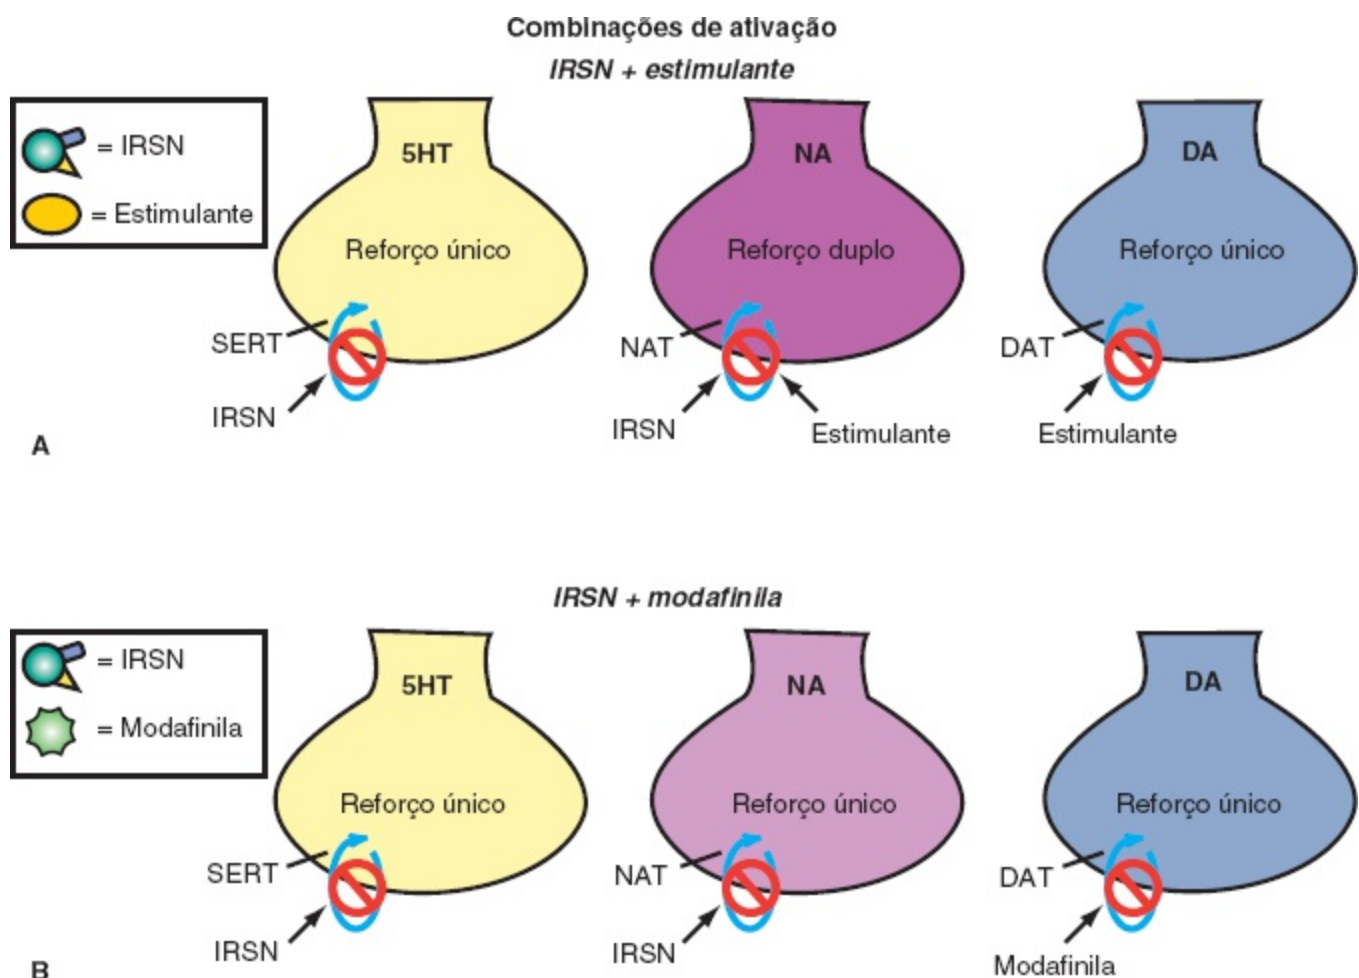 Combinações de ativação
IRSN + estimulante
= IRSN
= Estimulante
5HT
Reforço único
SERT
IRSN
NA
Reforço duplo
NAT
IRSN
Estimulante
DA
Reforço único
DAT
Estimulante
A
IRSN + modafinila
= IRSN
= Modafinila
5HT
Reforço único
SERT
IRSN
NA
Reforço único
NAT
IRSN
DA
Reforço único
DAT
Modafinila
B